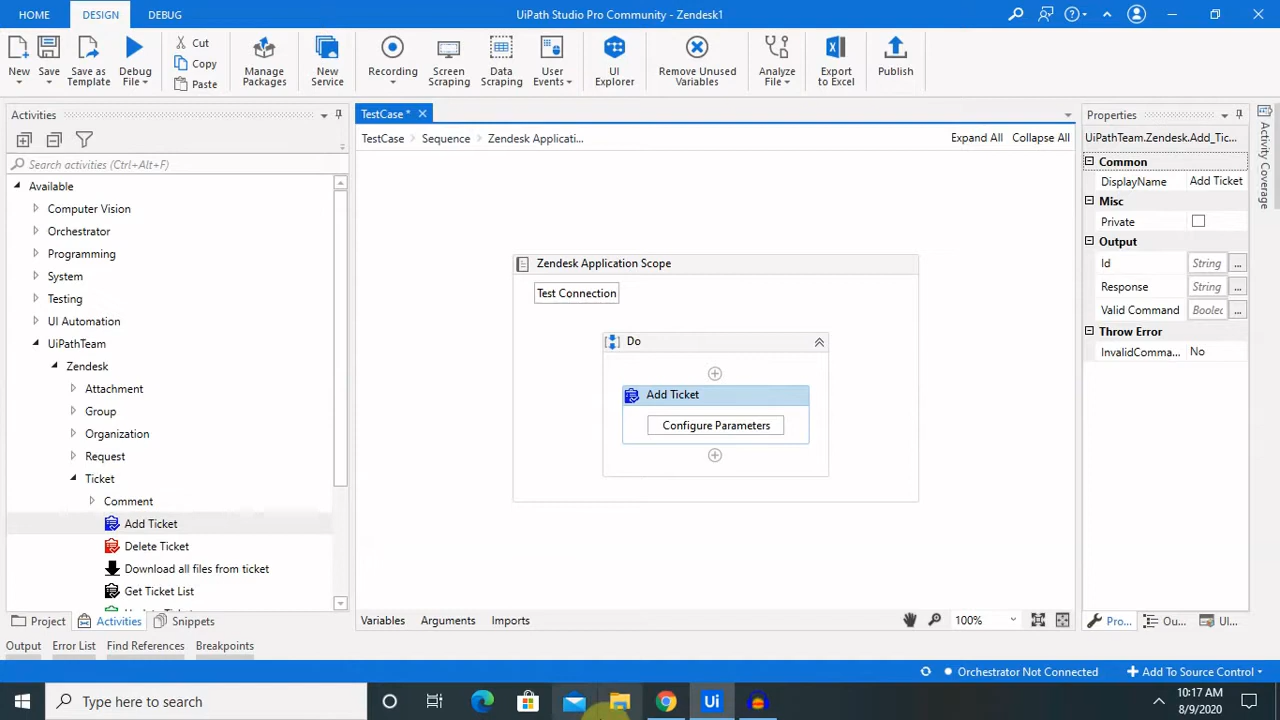 HOME DESIGN DEBUG UiPath Studio Pro Community - Zendesk1
New Save Save as Template Debug File Cut Copy Paste Manage Packages New Service Recording Screen Scraping Data Scraping User Events UI Explorer Remove Unused Variables Analyze File Export to Excel Publish
Activities
TestCase *
Properties
TestCase Sequence Zendesk Applicati... Expand All Collapse All
UiPathTeam.Zendesk.Add_Tic...
Search activities (Ctrl+Alt+F)
Common
DisplayName Add Ticket
Misc
Private
Output
Id String ...
Response String ...
Valid Command Boolec ...
Throw Error
InvalidComma... No
Activity Coverage
Available
Computer Vision
Orchestrator
Programming
System
Testing
UI Automation
UiPathTeam
Zendesk
Attachment
Group
Organization
Request
Ticket
Comment
Add Ticket
Delete Ticket
Download all files from ticket
Get Ticket List
Zendesk Application Scope
Test Connection
Do
Add Ticket
Configure Parameters
Project Activities Snippets
Variables Arguments Imports 100%
Pro... Ou... UI...
Output Error List Find References Breakpoints
Orchestrator Not Connected Add To Source Control
Type here to search
Ui
10:17 AM
8/9/2020